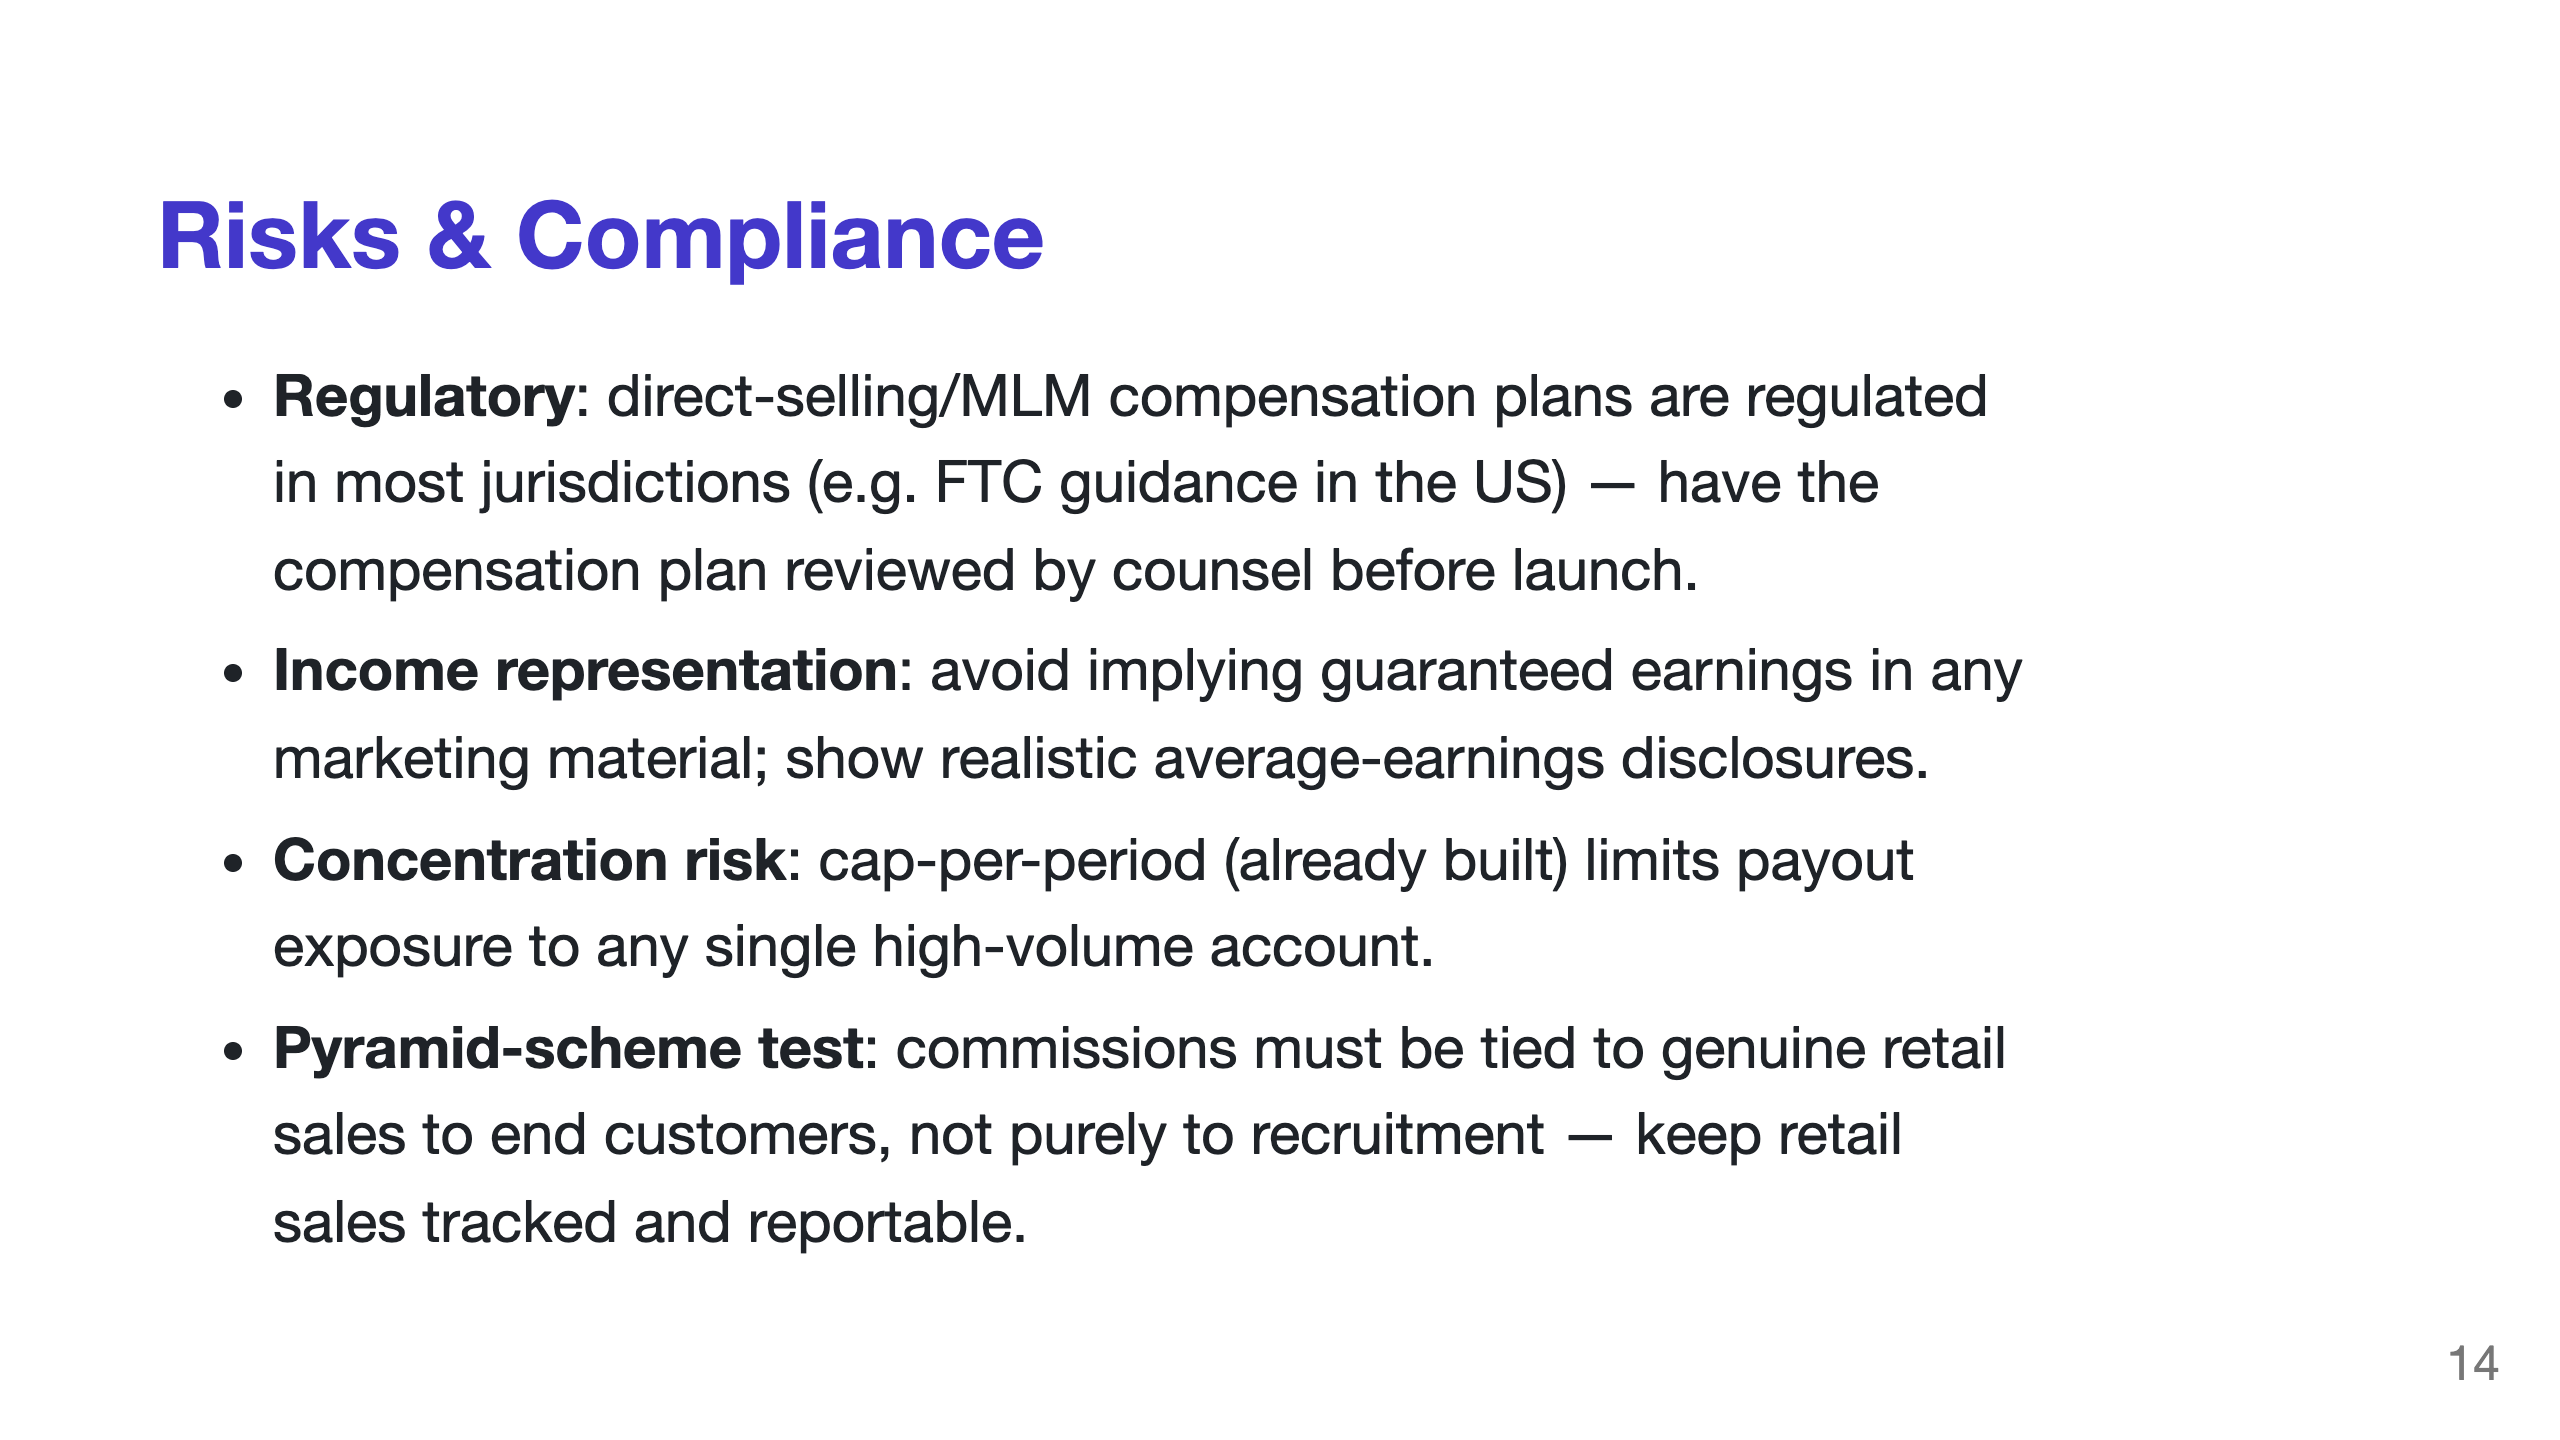 Risks & Compliance
• Regulatory: direct-selling/MLM compensation plans are regulated
in most jurisdictions (e.g. FTC guidance in the US) — have the
compensation plan reviewed by counsel before launch.
• Income representation: avoid implying guaranteed earnings in any
marketing material; show realistic average-earnings disclosures.
• Concentration risk: cap-per-period (already built) limits payout
exposure to any single high-volume account.
• Pyramid-scheme test: commissions must be tied to genuine retail
sales to end customers, not purely to recruitment — keep retail
sales tracked and reportable.
14